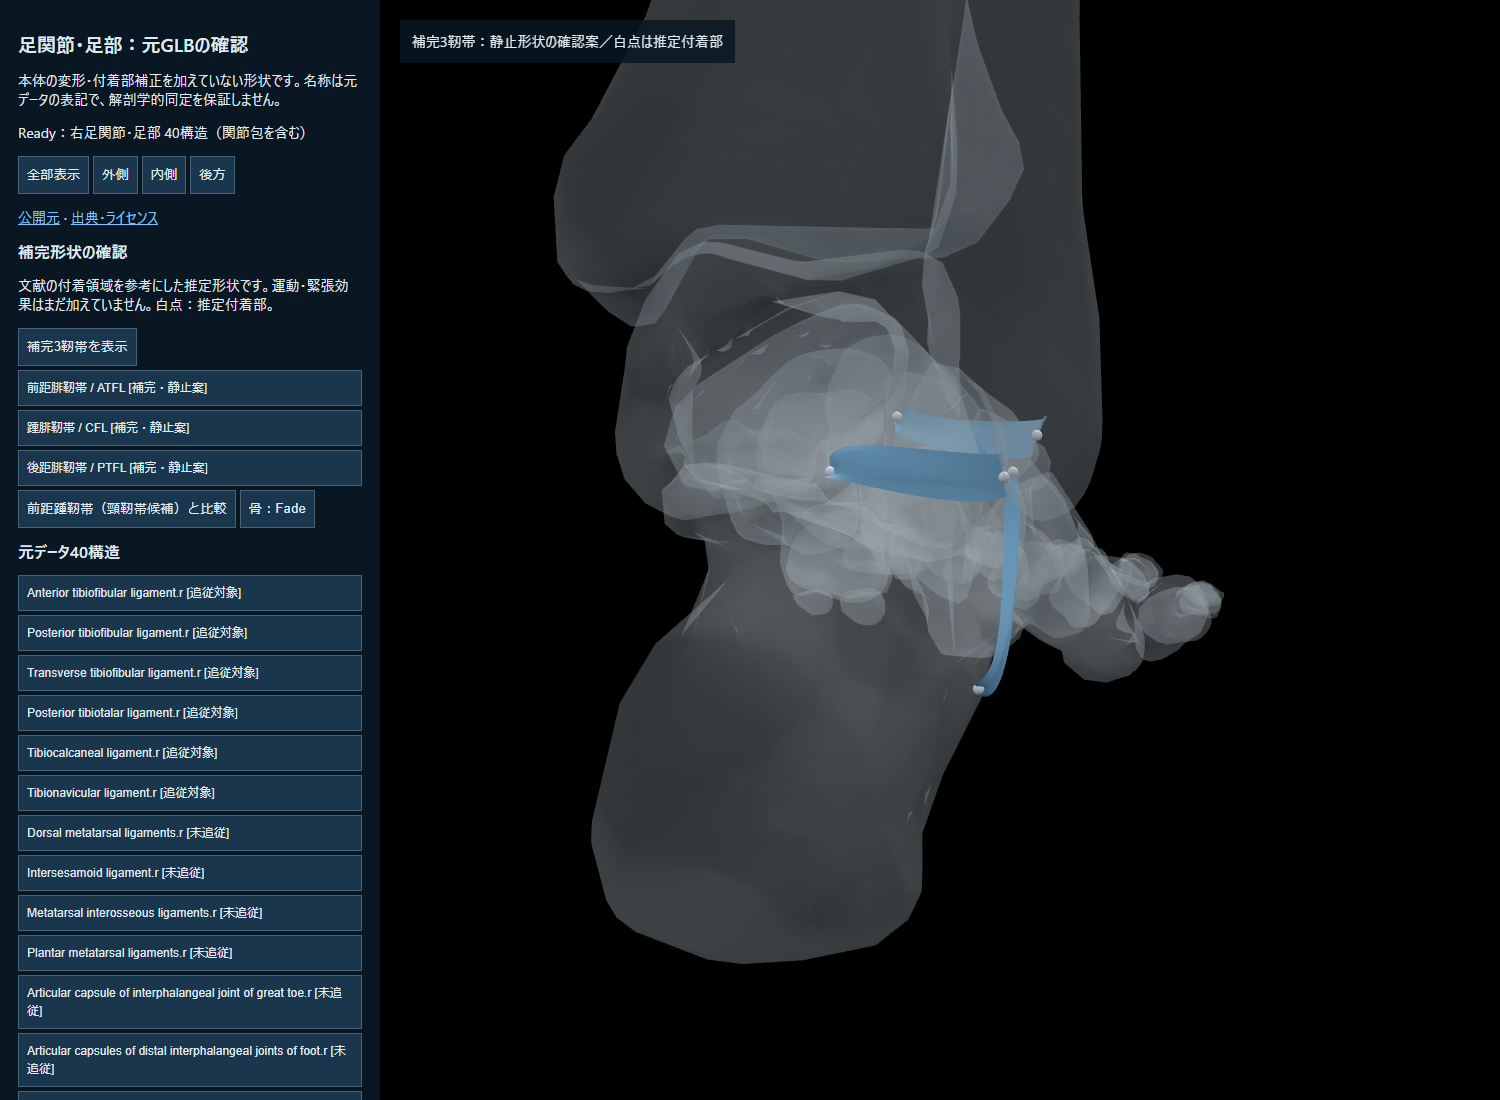 足関節・足部：元GLBの確認
補完3靭帯：静止形状の確認案／白点は推定付着部
本体の変形・付着部補正を加えていない形状です。名称は元
データの表記で、解剖学的同定を保証しません。
Ready：右足関節・足部 40構造（関節包を含む）
全部表示 外側 内側 後方
公開元 · 出典・ライセンス
補完形状の確認
文献の付着領域を参考にした推定形状です。運動・緊張効
果はまだ加えていません。白点：推定付着部。
補完3靭帯を表示
前距腓靭帯 / ATFL [補完・静止案]
踵腓靭帯 / CFL [補完・静止案]
後距腓靭帯 / PTFL [補完・静止案]
前距踵靭帯（頸靭帯候補）と比較 骨：Fade
元データ40構造
Anterior tibiofibular ligament.r [追従対象]
Posterior tibiofibular ligament.r [追従対象]
Transverse tibiofibular ligament.r [追従対象]
Posterior tibiotalar ligament.r [追従対象]
Tibiocalcaneal ligament.r [追従対象]
Tibionavicular ligament.r [追従対象]
Dorsal metatarsal ligaments.r [未追従]
Intersesamoid ligament.r [未追従]
Metatarsal interosseous ligaments.r [未追従]
Plantar metatarsal ligaments.r [未追従]
Articular capsule of interphalangeal joint of great toe.r [未追
従]
Articular capsules of distal interphalangeal joints of foot.r [未
追従]